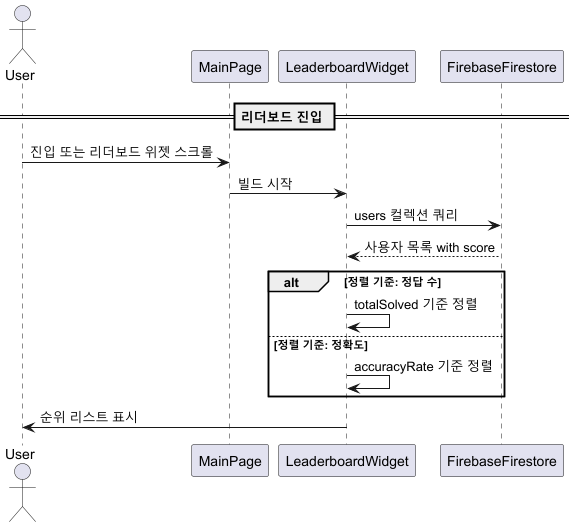 User
MainPage
LeaderboardWidget
FirebaseFirestore
리더보드 진입
진입 또는 리더보드 위젯 스크롤
빌드 시작
users 컬렉션 쿼리
사용자 목록 with score
alt
[정렬 기준: 정답 수]
totalSolved 기준 정렬
[정렬 기준: 정확도]
accuracyRate 기준 정렬
순위 리스트 표시
User
MainPage
LeaderboardWidget
FirebaseFirestore